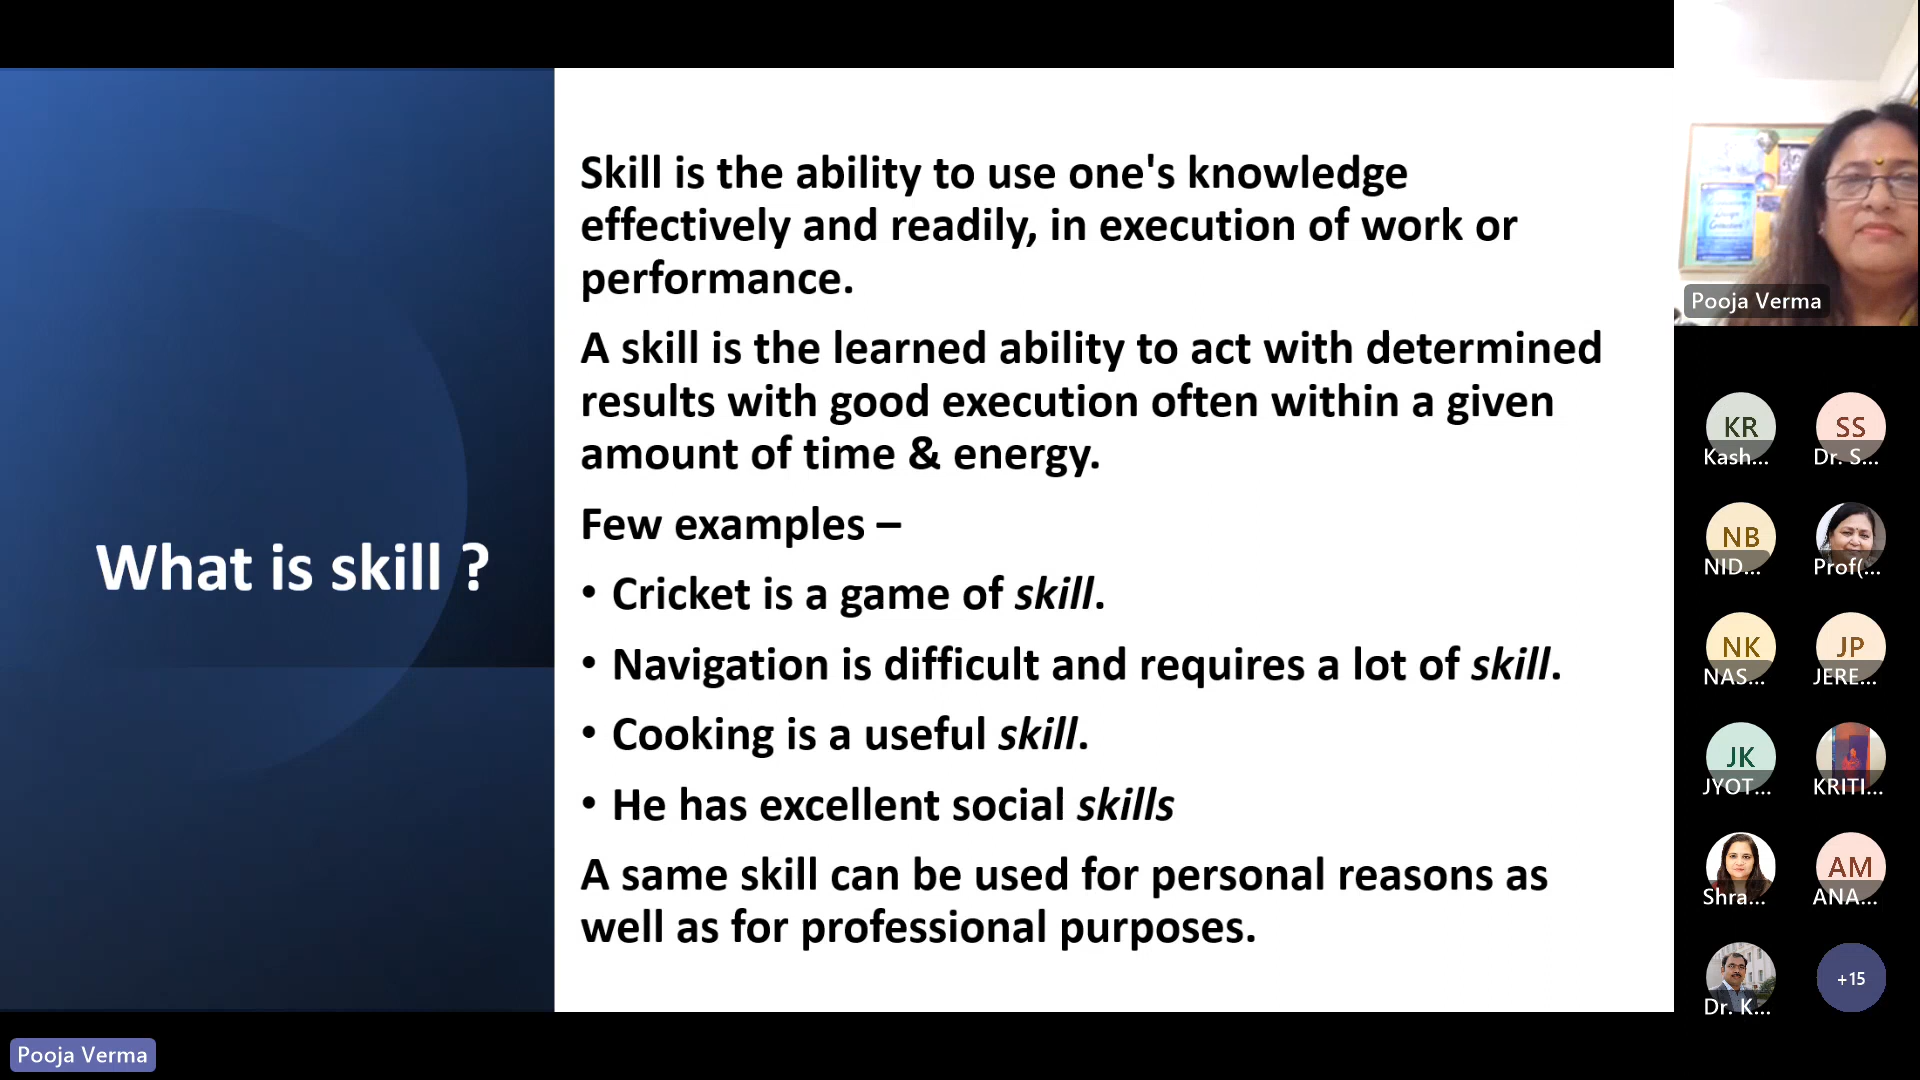 What is skill ?
Skill is the ability to use one's knowledge
effectively and readily, in execution of work or
performance.
A skill is the learned ability to act with determined
results with good execution often within a given
amount of time & energy.
Few examples –
• Cricket is a game of skill.
• Navigation is difficult and requires a lot of skill.
• Cooking is a useful skill.
• He has excellent social skills
A same skill can be used for personal reasons as
well as for professional purposes.
Pooja Verma
KR
Kash...
SS
Dr. S...
NB
NID...
Prof(...
NK
NAS...
JP
JERE...
JK
JYOT...
KRITI...
Shra...
AM
ANA...
Dr. K...
+15
Pooja Verma